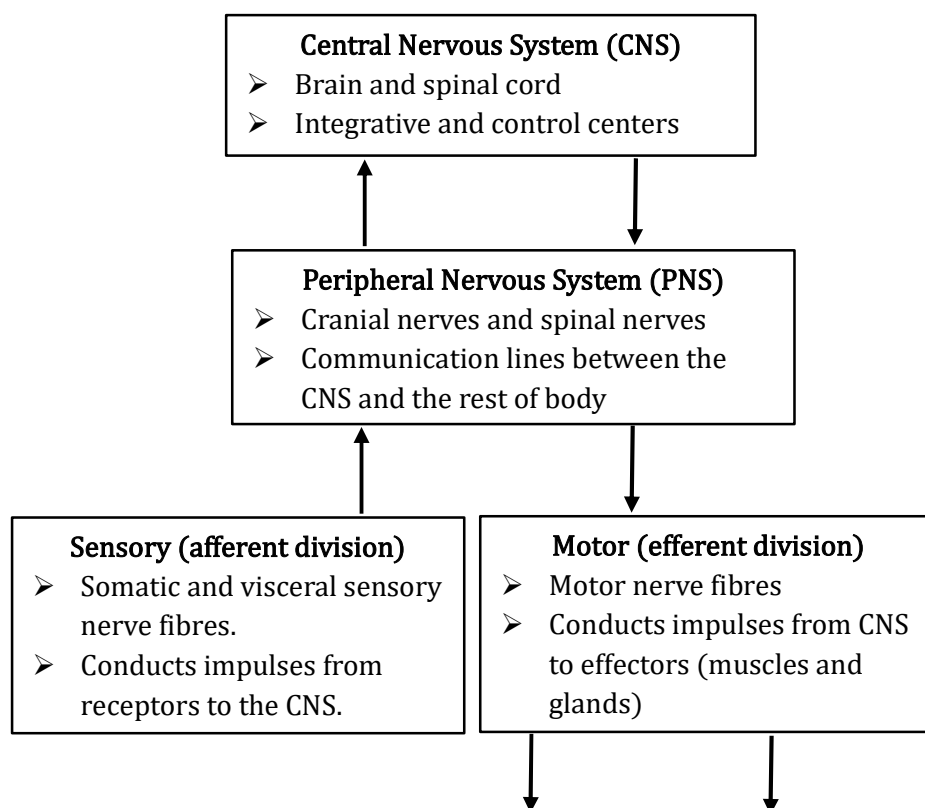 Central Nervous System (CNS)
➢ Brain and spinal cord
➢ Integrative and control centers
Peripheral Nervous System (PNS)
➢ Cranial nerves and spinal nerves
➢ Communication lines between the
CNS and the rest of body
Sensory (afferent division)
➢ Somatic and visceral sensory
nerve fibres.
➢ Conducts impulses from
receptors to the CNS.
Motor (efferent division)
➢ Motor nerve fibres
➢ Conducts impulses from CNS
to effectors (muscles and
glands)